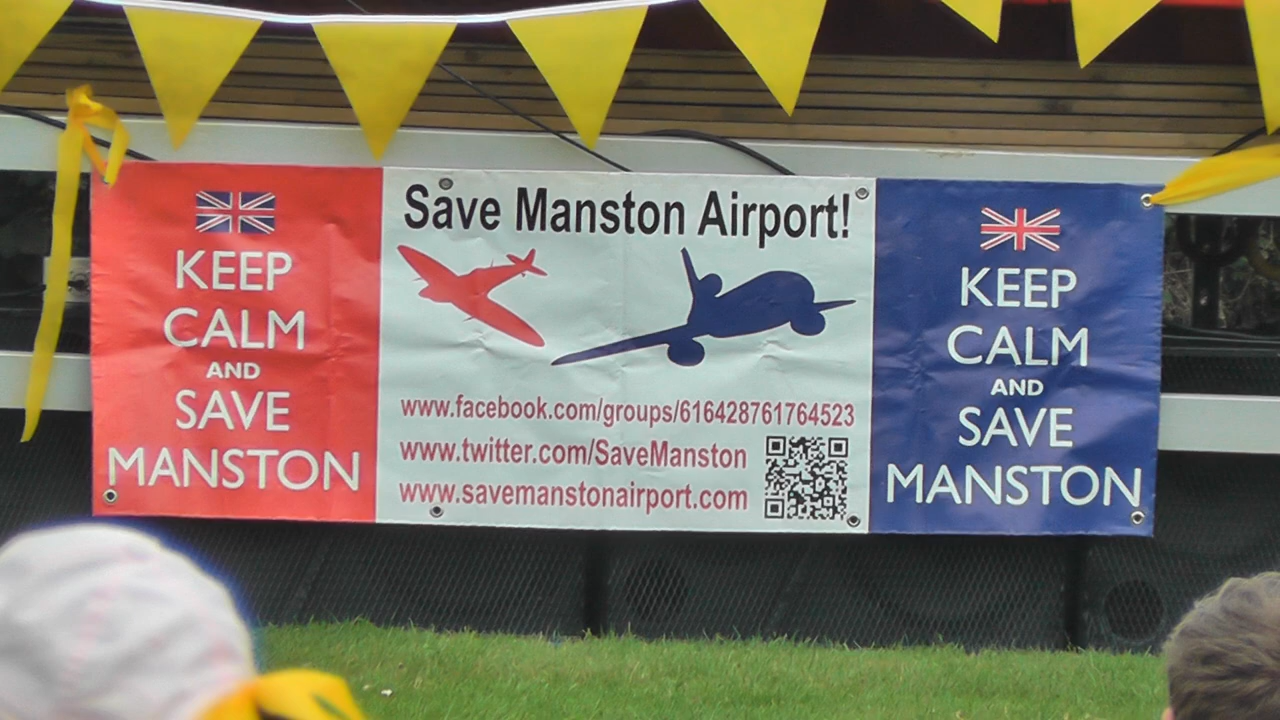 KEEP
CALM
AND
SAVE
MANSTON
Save Manston Airport!
www.facebook.com/groups/616428761764523
www.twitter.com/SaveManston
www.savemanstonairport.com
KEEP
CALM
AND
SAVE
MANSTON